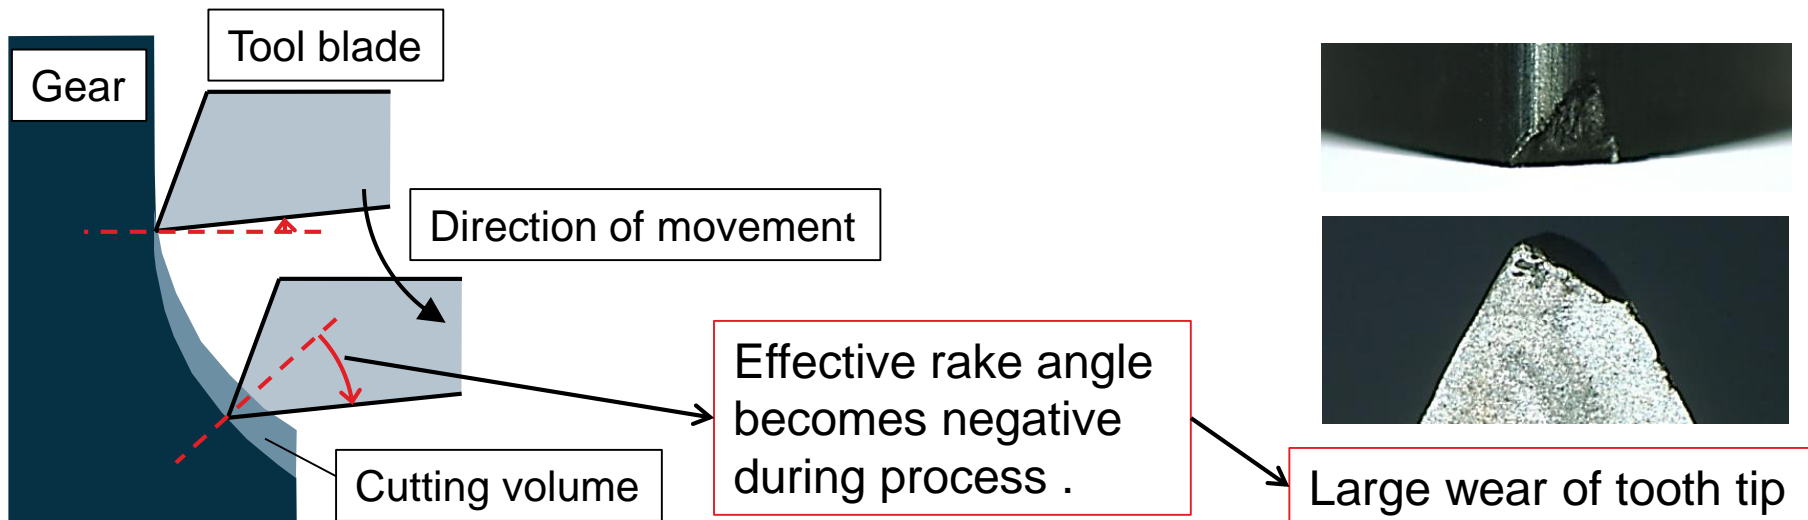 Tool blade
Gear
Direction of movement
Effective rake angle
becomes negative
during process .
Cutting volume
Large wear of tooth tip